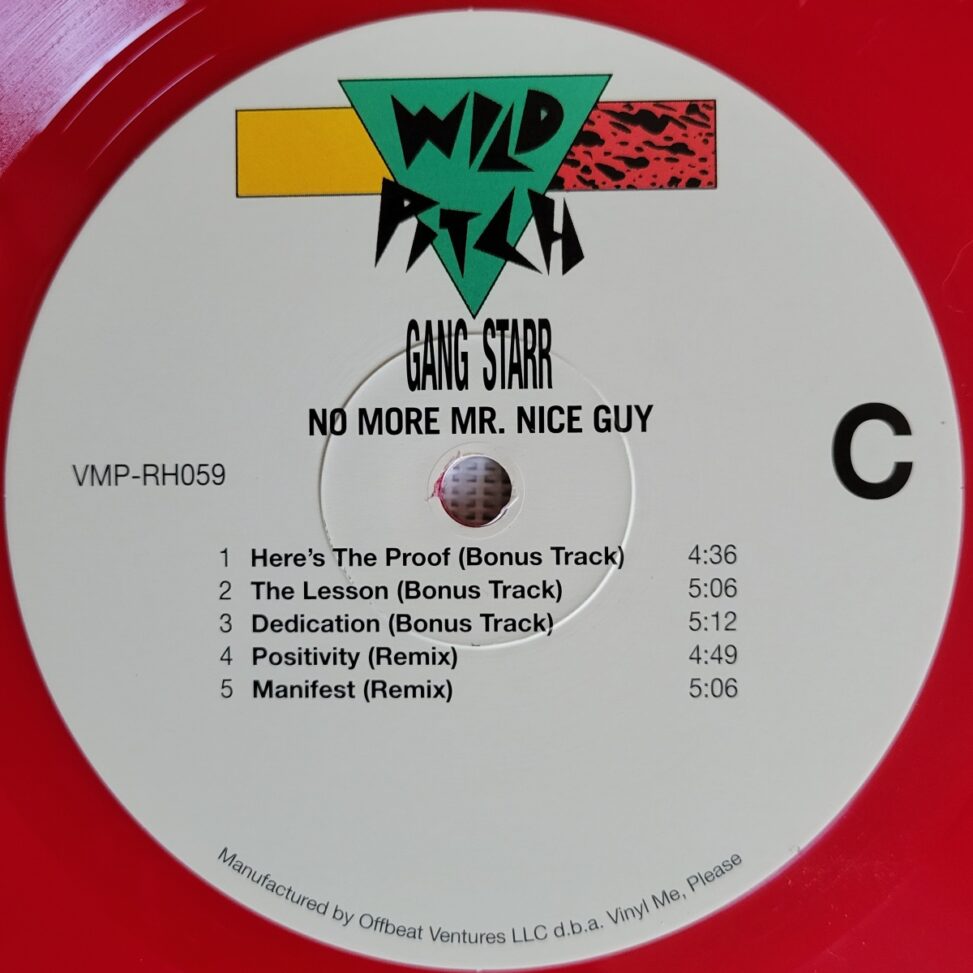 WILD
PITCH
GANG STARR
NO MORE MR. NICE GUY
C
VMP-RH059
1 Here's The Proof (Bonus Track) 4:36
2 The Lesson (Bonus Track) 5:06
3 Dedication (Bonus Track) 5:12
4 Positivity (Remix) 4:49
5 Manifest (Remix) 5:06
Manufactured by Offbeat Ventures LLC d.b.a. Vinyl Me, Please